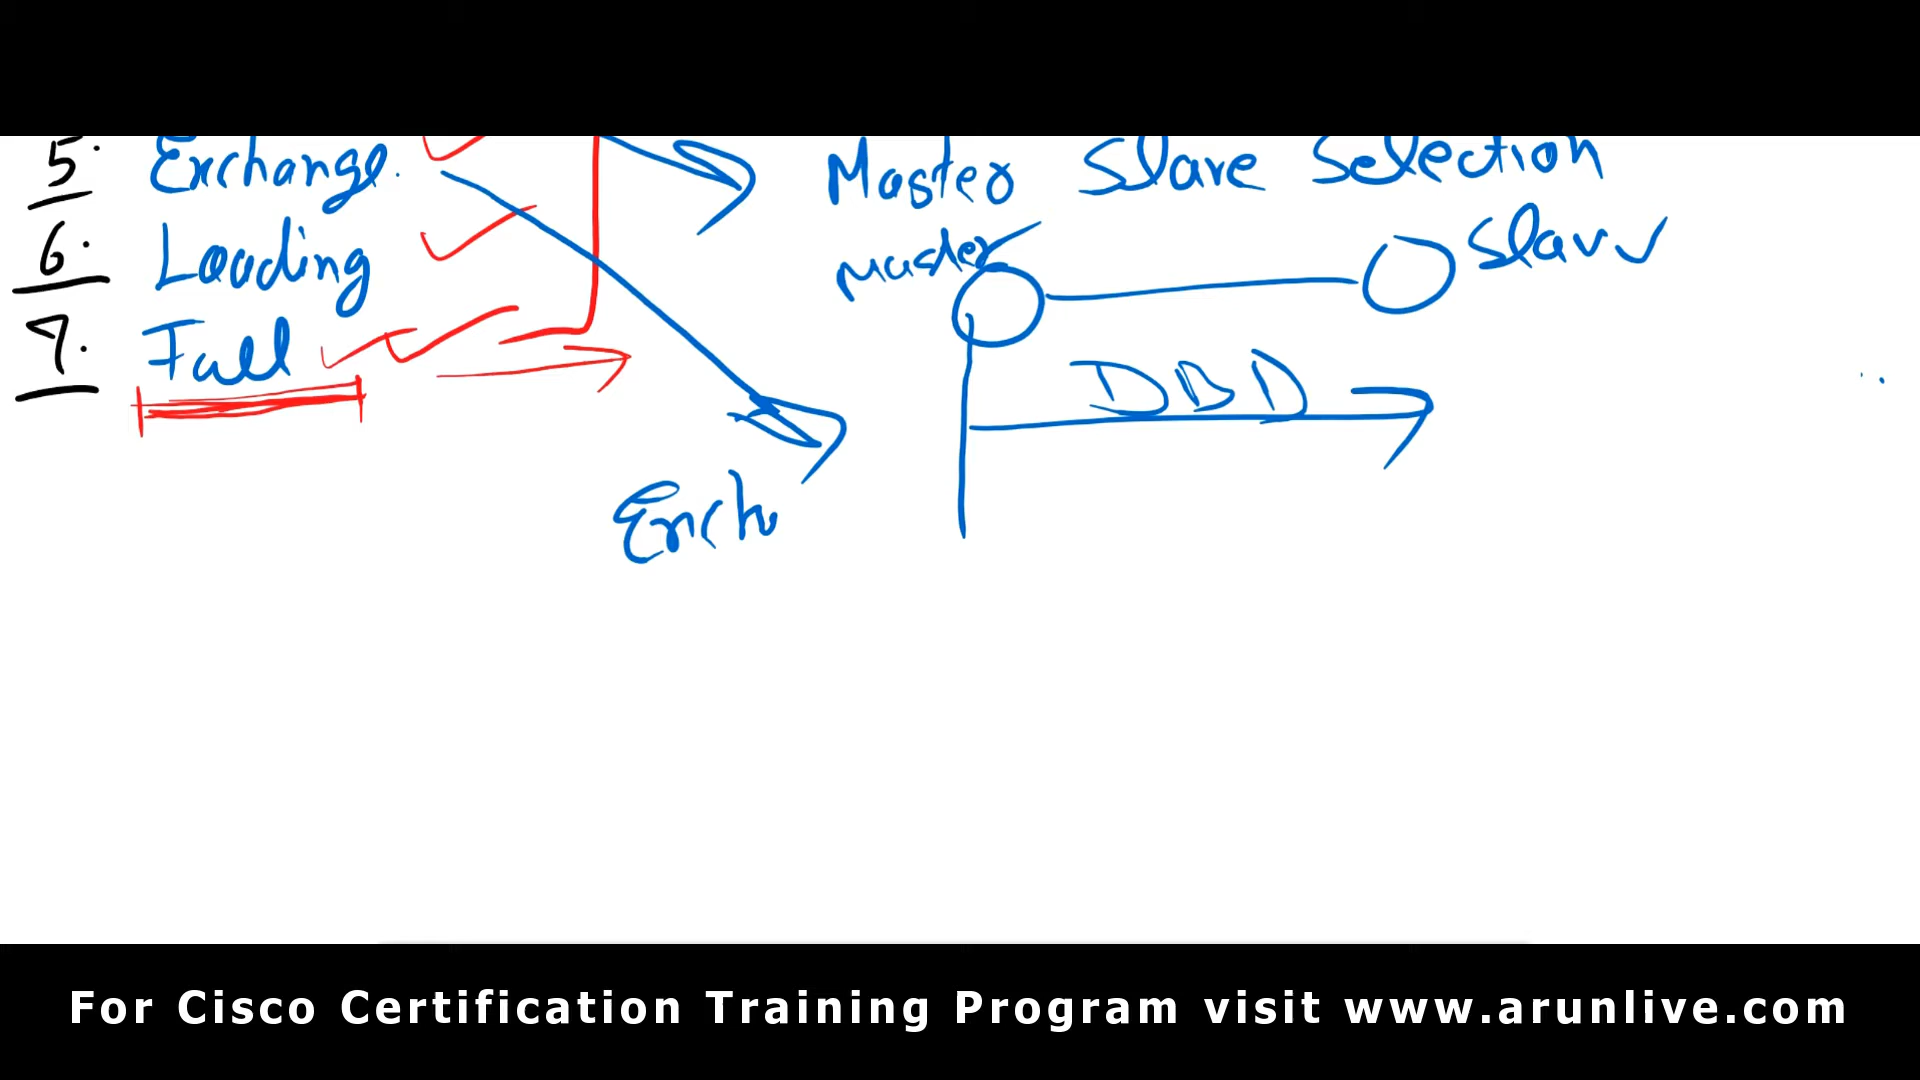 5. Exchange.
Master Slave Selection
6. Loading
Master
Slave
7. Full
DBD
Exch
For Cisco Certification Training Program visit www.arunlive.com